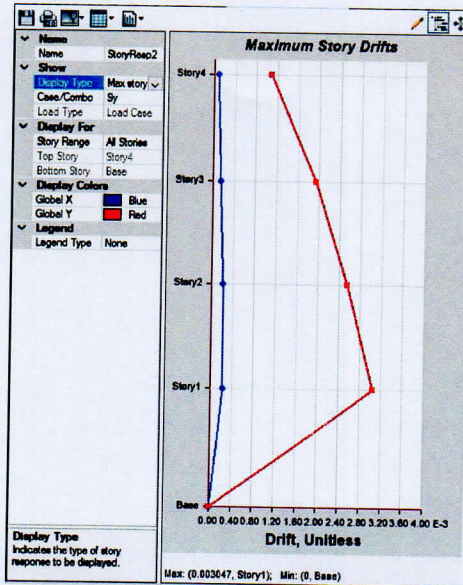 Name
Name StoryResp2
Show
Display Type Max story
Case/Combo Sy
Load Type Load Case
Display For
Story Range All Stories
Top Story Story4
Bottom Story Base
Display Colors
Global X Blue
Global Y Red
Legend
Legend Type None
Display Type
Indicates the type of story
response to be displayed.
Maximum Story Drifts
Story4
Story3
Story2
Story1
Base
0.00 0.40 0.80 1.20 1.60 2.00 2.40 2.80 3.20 3.60 4.00 E-3
Drift, Unitless
Max: (0.003047, Story1); Min: (0, Base)